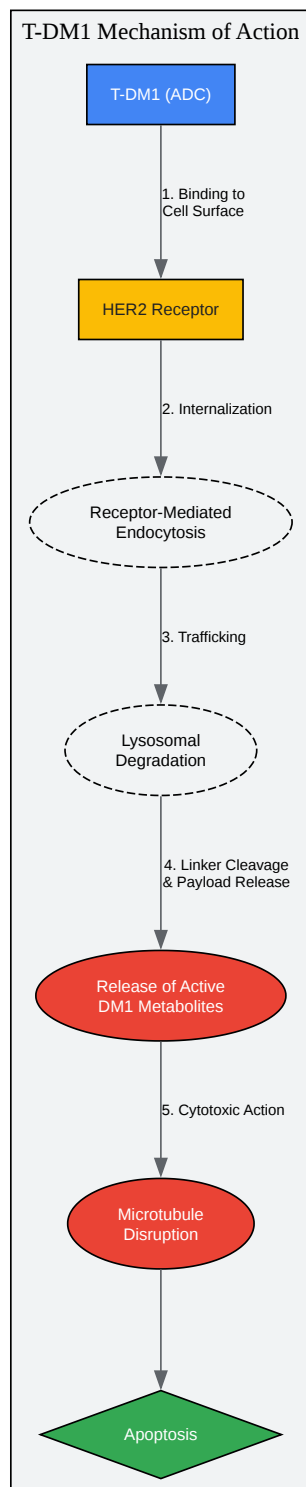 T-DM1 Mechanism of Action
T-DM1 (ADC)
1. Binding to
Cell Surface
HER2 Receptor
2. Internalization
Receptor-Mediated
Endocytosis
3. Trafficking
Lysosomal
Degradation
4. Linker Cleavage
& Payload Release
Release of Active
DM1 Metabolites
5. Cytotoxic Action
Microtubule
Disruption
Apoptosis